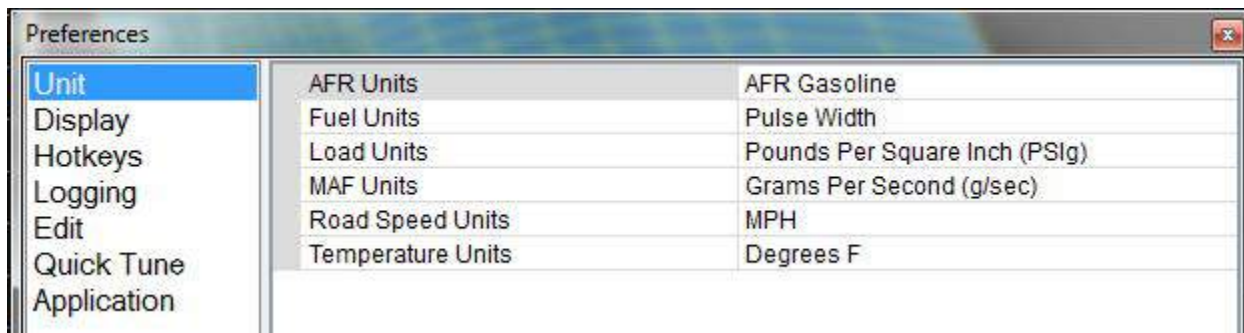 Preferences
Unit
Display
Hotkeys
Logging
Edit
Quick Tune
Application
AFR Units AFR Gasoline
Fuel Units Pulse Width
Load Units Pounds Per Square Inch (PSIg)
MAF Units Grams Per Second (g/sec)
Road Speed Units MPH
Temperature Units Degrees F